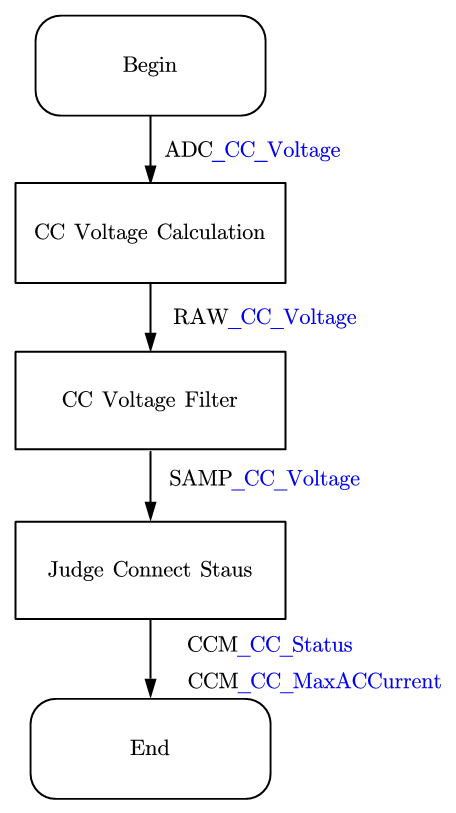 Begin
ADC_CC_Voltage
CC Voltage Calculation
RAW_CC_Voltage
CC Voltage Filter
SAMP_CC_Voltage
Judge Connect Staus
CCM_CC_Status
CCM_CC_MaxACCurrent
End